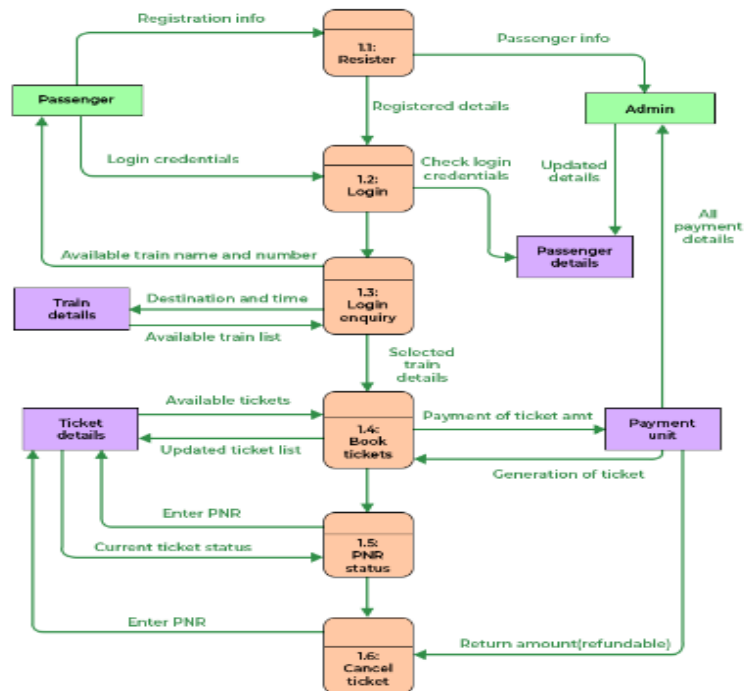 Registration info
1.1:
Resister
Passenger info
Passenger
Admin
Registered details
Login credentials
1.2:
Login
Check login
credentials
Updated
details
All
payment
details
Available train name and number
Passenger
details
1.3:
Login
enquiry
Train
details
Destination and time
Available train list
Selected
train
details
Available tickets
Ticket
details
Updated ticket list
1.4:
Book
tickets
Payment of ticket amt
Payment
unit
Generation of ticket
Enter PNR
Current ticket status
1.5:
PNR
status
Enter PNR
1.6:
Cancel
ticket
Return amount(refundable)